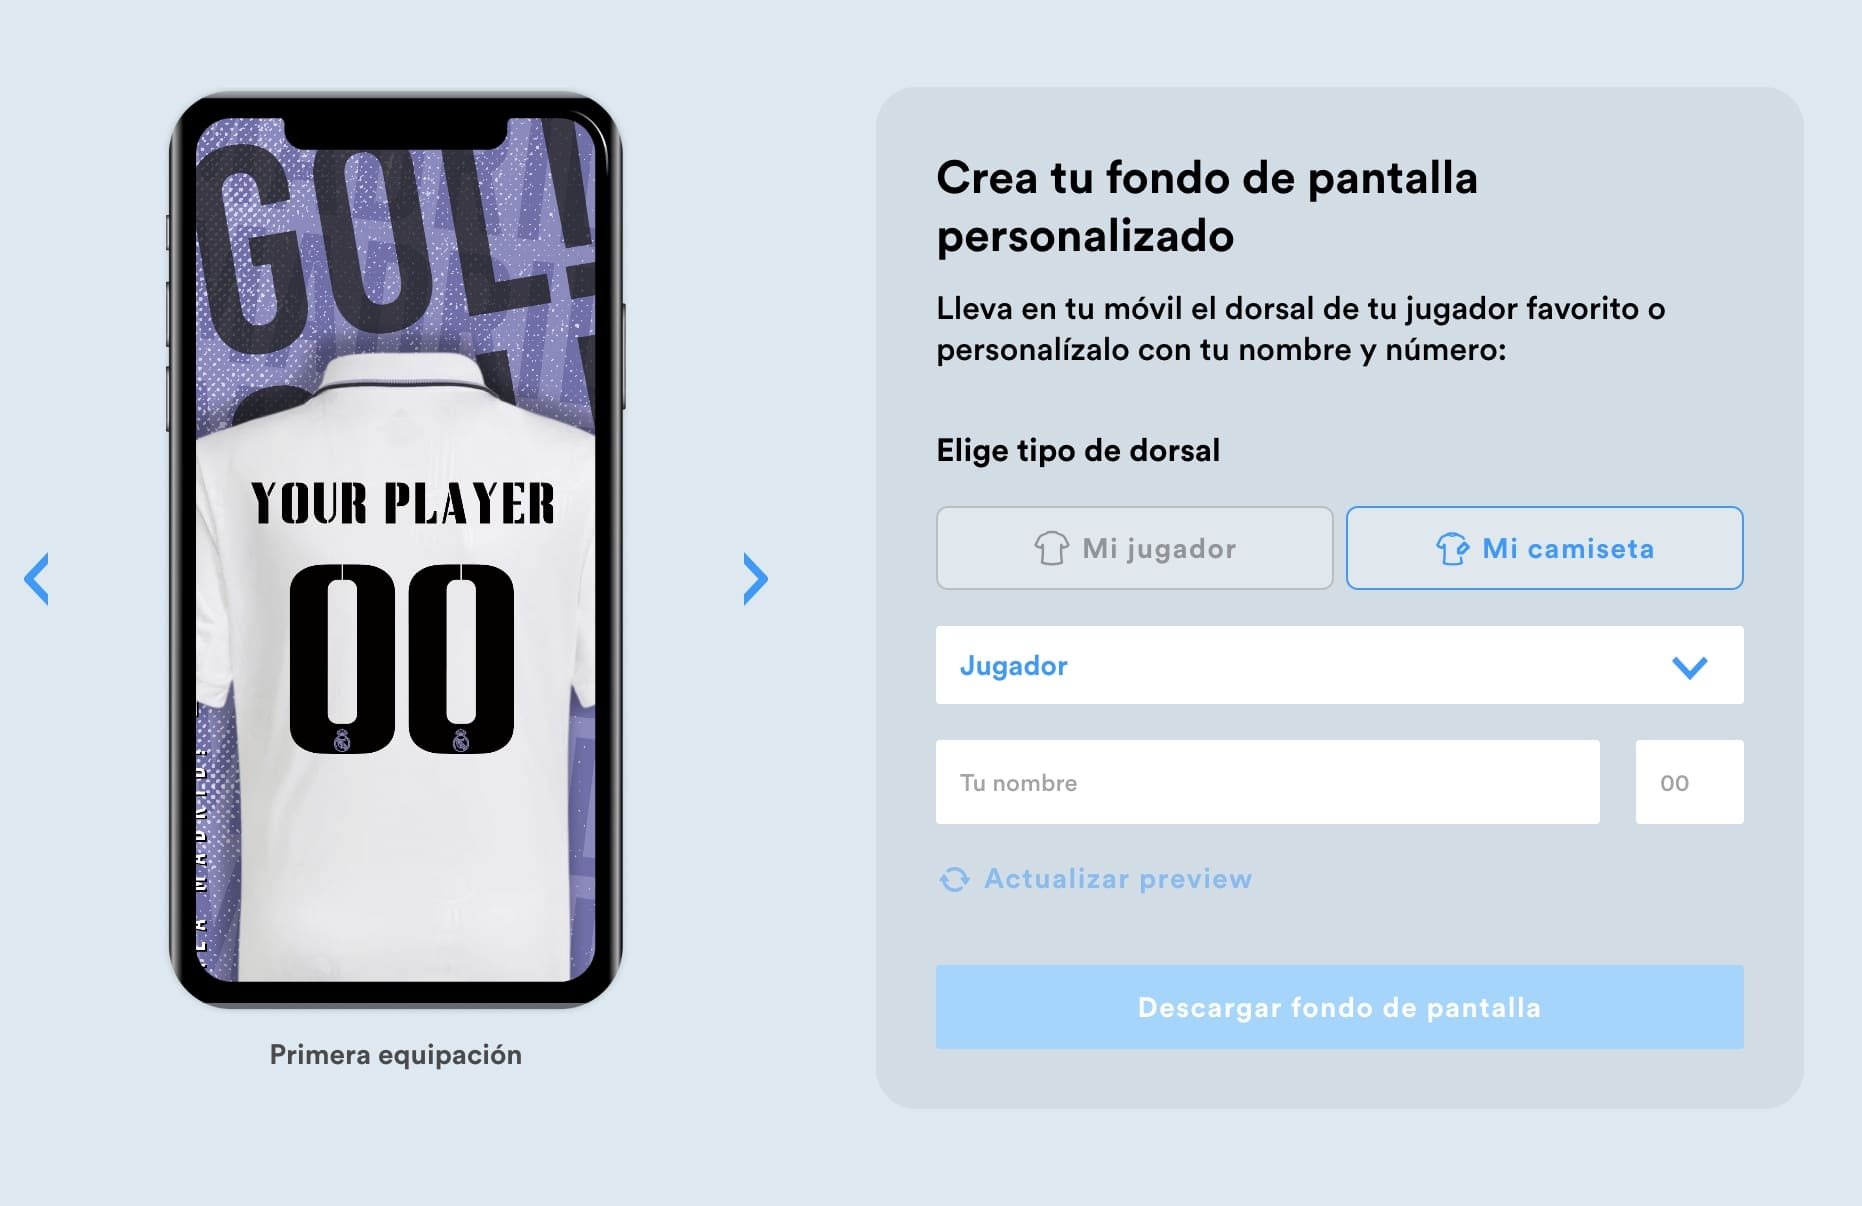 GOL!
YOUR PLAYER
00
Primera equipación
Crea tu fondo de pantalla
personalizado
Lleva en tu móvil el dorsal de tu jugador favorito o
personalízalo con tu nombre y número:
Elige tipo de dorsal
Mi jugador
Mi camiseta
Jugador
Tu nombre
00
Actualizar preview
Descargar fondo de pantalla